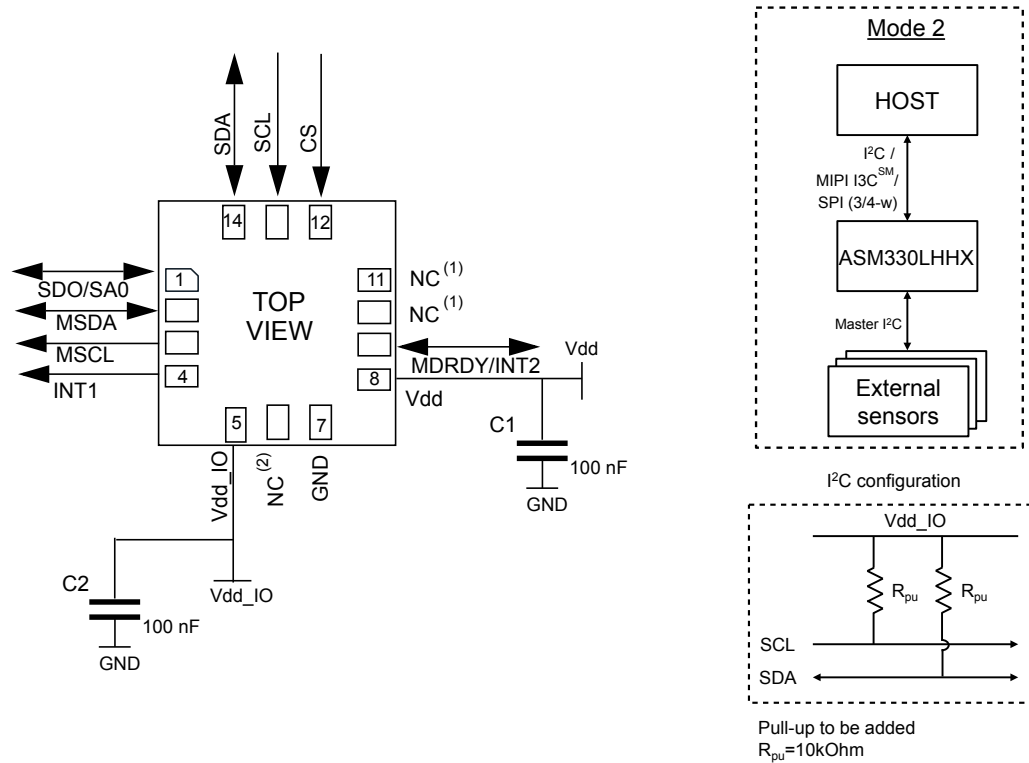 SDA
SCL
CS
14
12
1
11
NC (1)
SDO/SA0
TOP
VIEW
NC (1)
MSDA
MSCL
MDRDY/INT2
Vdd
INT1
4
8
Vdd
5
7
C1
100 nF
GND
Vdd_IO
NC (2)
GND
C2
100 nF
GND
Vdd_IO
Mode 2
HOST
I²C /
MIPI I3C SM/
SPI (3/4-w)
ASM330LHHX
Master I²C
External
sensors
I²C configuration
Vdd_IO
Rpu
Rpu
SCL
SDA
Pull-up to be added
Rpu=10kOhm